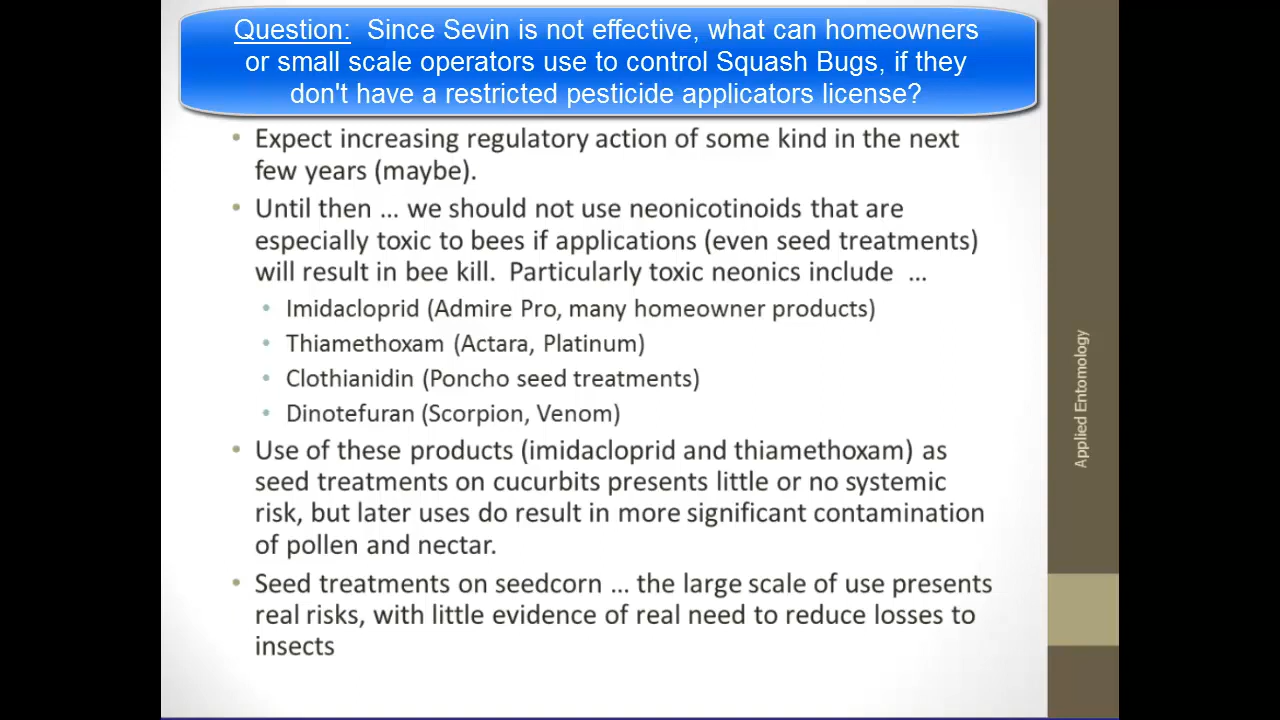 Question: Since Sevin is not effective, what can homeowners
or small scale operators use to control Squash Bugs, if they
don't have a restricted pesticide applicators license?
• Expect increasing regulatory action of some kind in the next
few years (maybe).
• Until then … we should not use neonicotinoids that are
especially toxic to bees if applications (even seed treatments)
will result in bee kill. Particularly toxic neonics include …
• Imidacloprid (Admire Pro, many homeowner products)
• Thiamethoxam (Actara, Platinum)
• Clothianidin (Poncho seed treatments)
• Dinotefuran (Scorpion, Venom)
• Use of these products (imidacloprid and thiamethoxam) as
seed treatments on cucurbits presents little or no systemic
risk, but later uses do result in more significant contamination
of pollen and nectar.
• Seed treatments on seedcorn … the large scale of use presents
real risks, with little evidence of real need to reduce losses to
insects
Applied Entomology